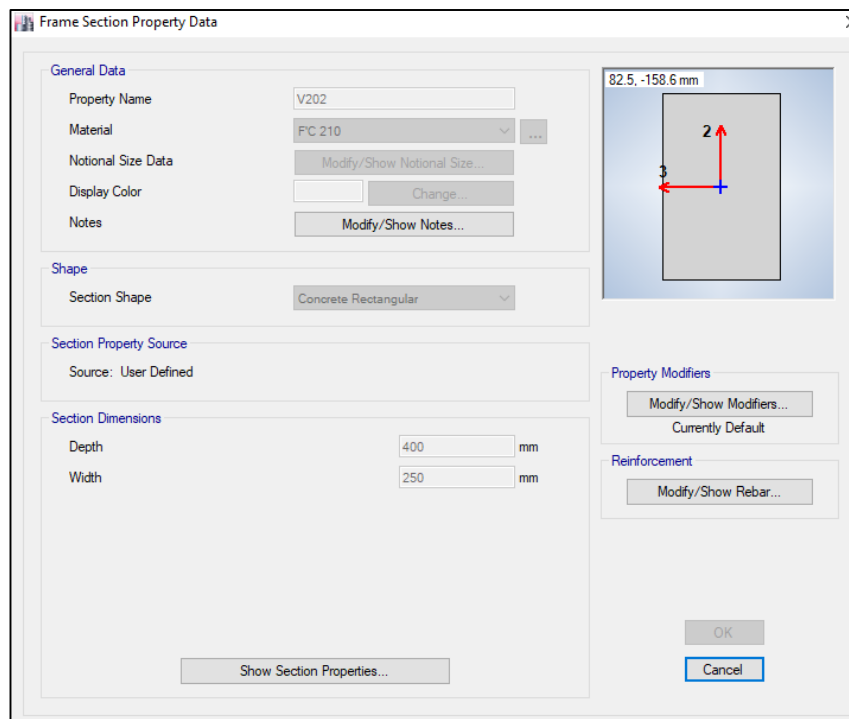 Frame Section Property Data
General Data
Property Name V202
Material F'C 210 ...
Notional Size Data Modify/Show Notional Size...
Display Color Change...
Notes Modify/Show Notes...
82.5, -158.6 mm
2
3
Shape
Section Shape Concrete Rectangular
Section Property Source
Source: User Defined
Property Modifiers
Modify/Show Modifiers...
Currently Default
Section Dimensions
Depth 400 mm
Width 250 mm
Reinforcement
Modify/Show Rebar...
Show Section Properties...
OK
Cancel